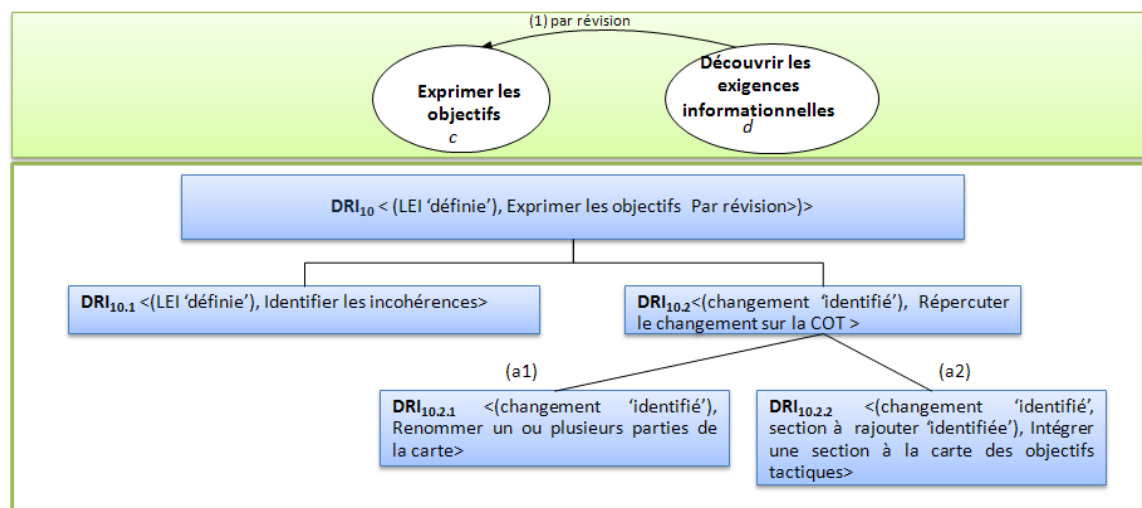 (1) par révision
Exprimer les
objectifs
c
Découvrir les
exigences
informationnelles
d
DRI10 < (LEI ‘définie’), Exprimer les objectifs Par révision>)>
DRI10.1 <(LEI ‘définie’), Identifier les incohérences>
DRI10.2<(changement ‘identifié’), Répercuter
le changement sur la COT >
(a1)
(a2)
DRI10.2.1 <(changement ‘identifié’),
Renommer un ou plusieurs parties de
la carte>
DRI10.2.2 <(changement ‘identifié’,
section à rajouter ‘identifiée’), Intégrer
une section à la carte des objectifs
tactiques>